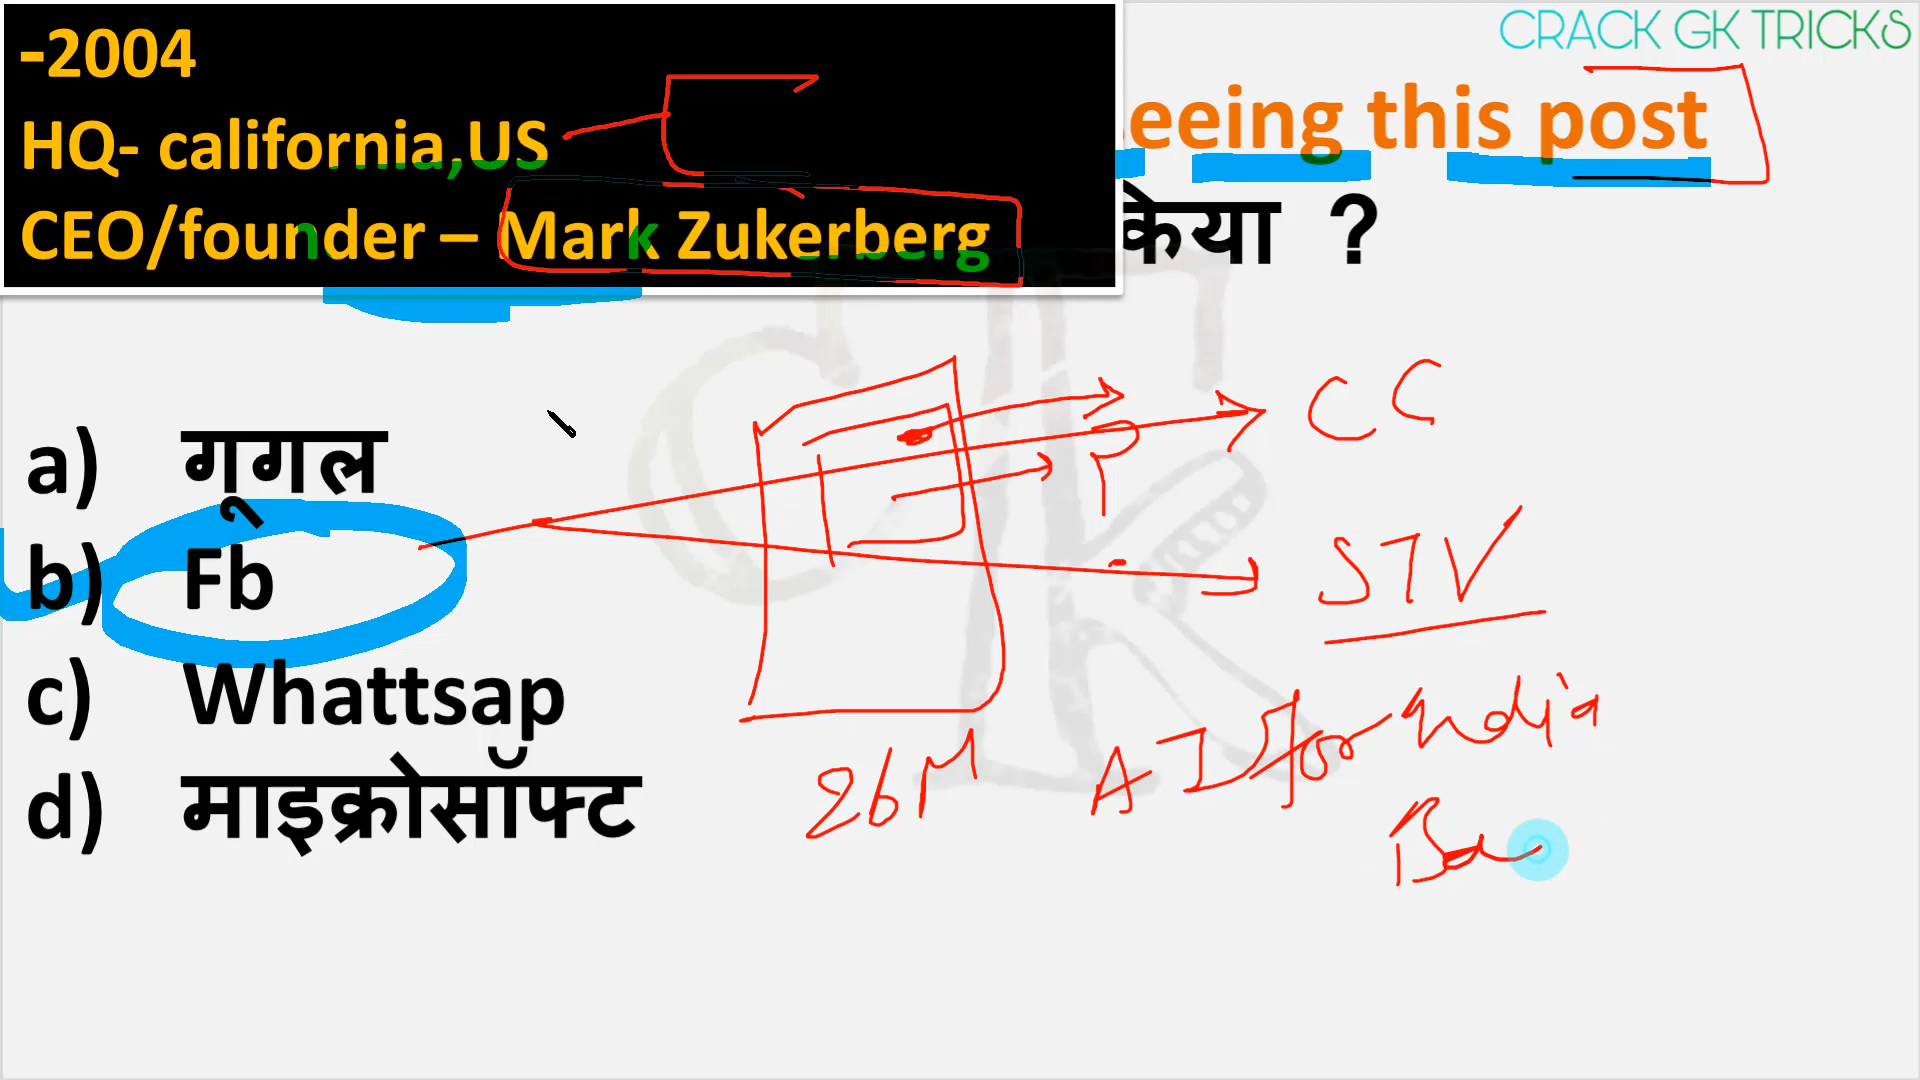 CRACK GK TRICKS
-2004
HQ- california,US
CEO/founder – Mark Zukerberg
eeing this post
किया ?
a) गूगल
b) Fb
c) Whattsap
d) माइक्रोसॉफ्ट
CC
P
STV
26M
AI for India